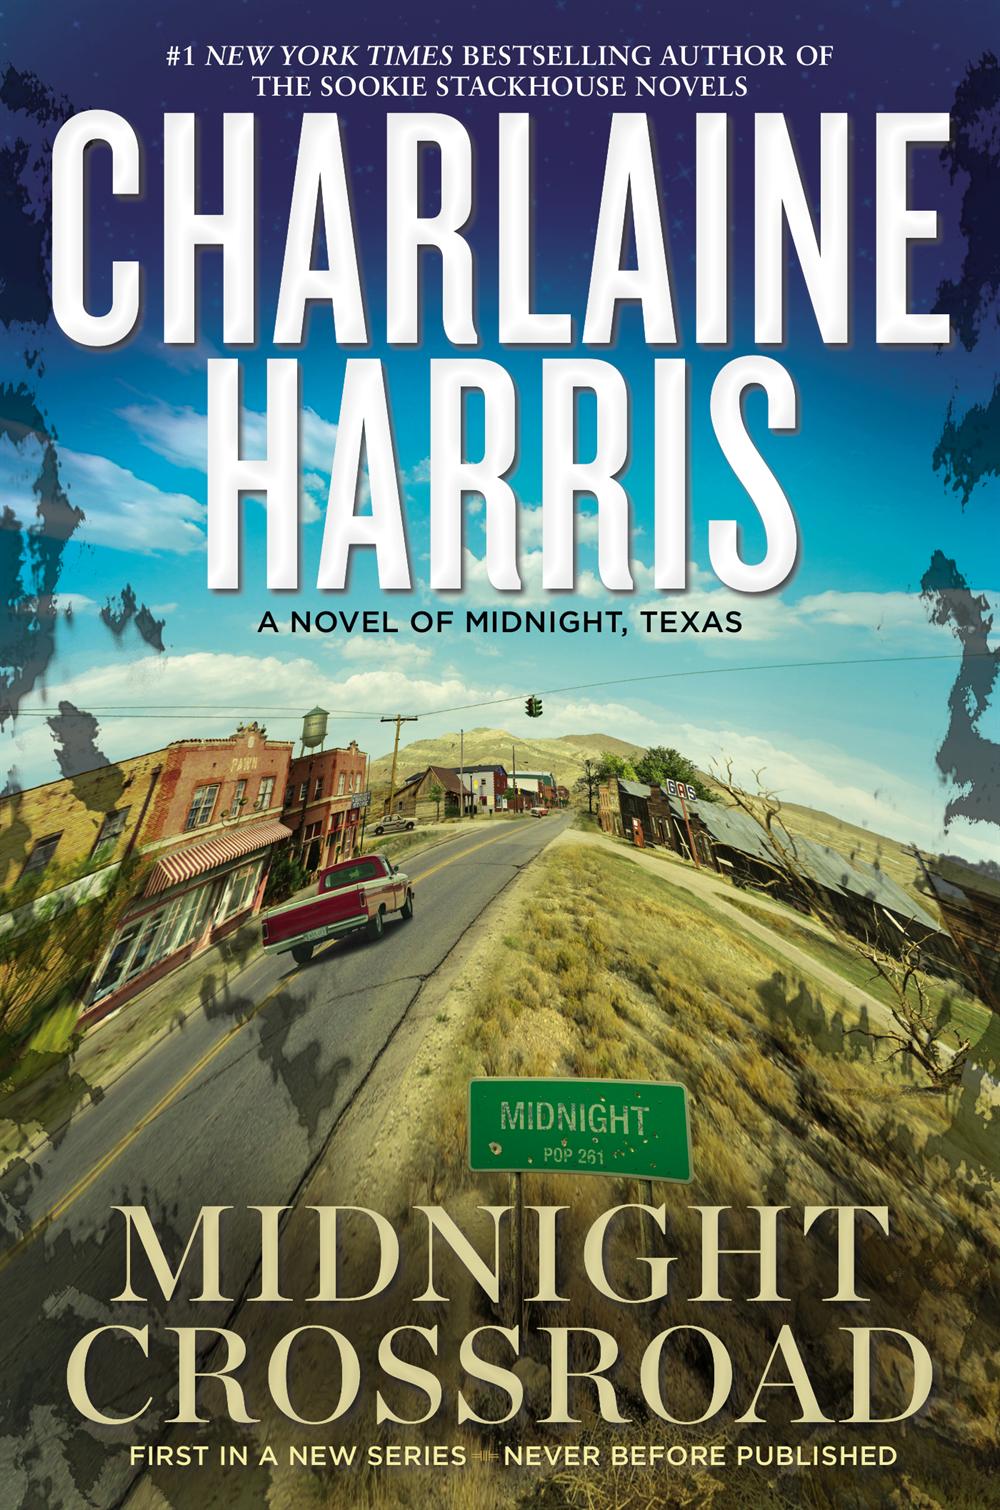 #1 NEW YORK TIMES BESTSELLING AUTHOR OF
THE SOOKIE STACKHOUSE NOVELS
CHARLAINE
HARRIS
A NOVEL OF MIDNIGHT, TEXAS
PAWN
GAS
MIDNIGHT
POP 261
MIDNIGHT
CROSSROAD
FIRST IN A NEW SERIES NEVER BEFORE PUBLISHED